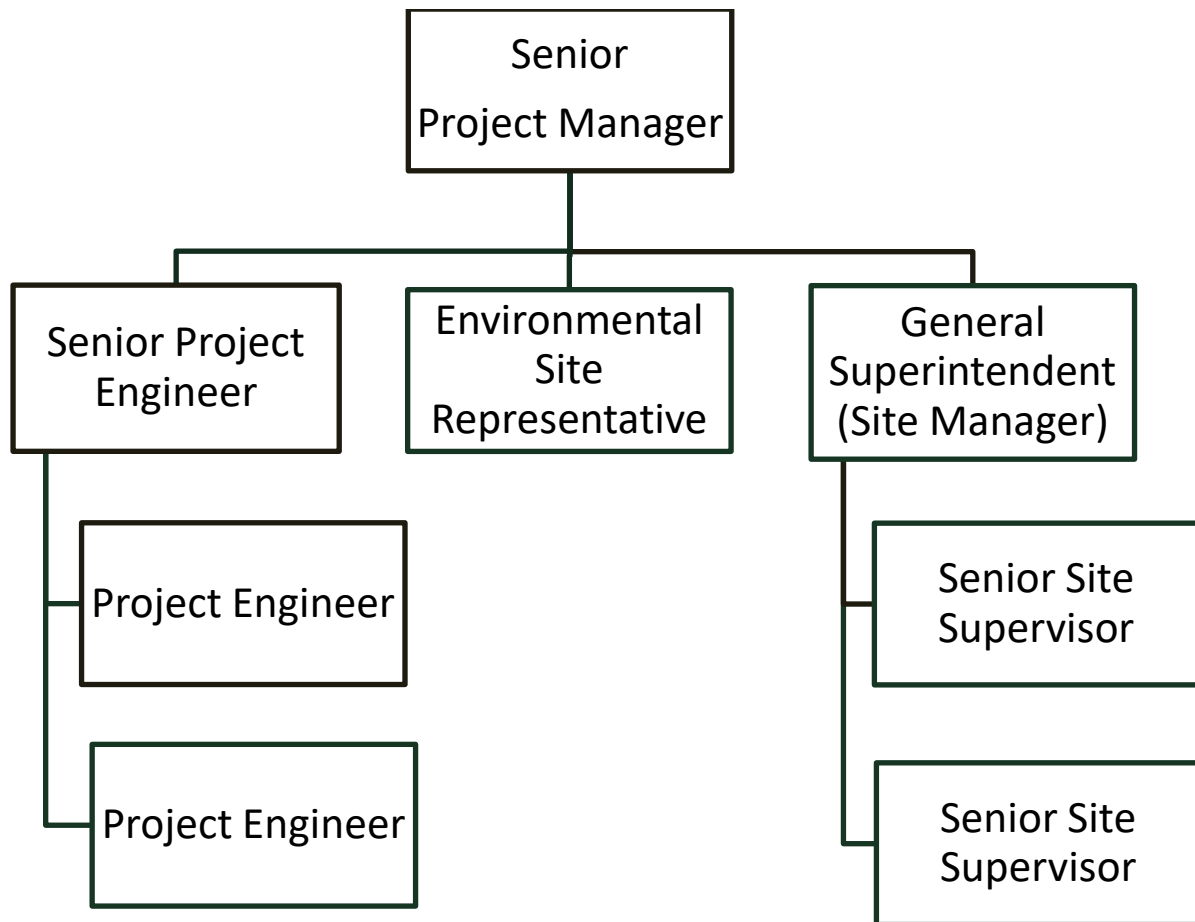 Senior
Project Manager
Senior Project
Engineer
Environmental
Site
Representative
General
Superintendent
(Site Manager)
Project Engineer
Senior Site
Supervisor
Project Engineer
Senior Site
Supervisor